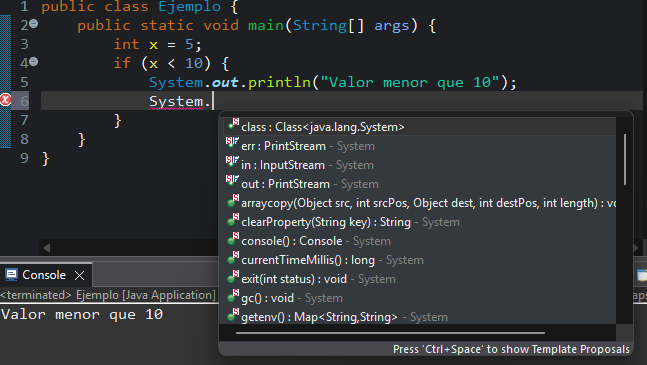 1 public class Ejemplo {
2 public static void main(String[] args) {
3 int x = 5;
4 if (x < 10) {
5 System.out.println("Valor menor que 10");
6 System.
7 }
8 }
9 }
class : Class<java.lang.System>
err : PrintStream - System
in : InputStream - System
out : PrintStream - System
arraycopy(Object src, int srcPos, Object dest, int destPos, int length) : vo
clearProperty(String key) : String - System
console() : Console - System
currentTimeMillis() : long - System
exit(int status) : void - System
gc() : void - System
getenv() : Map<String,String> - System
Press 'Ctrl+Space' to show Template Proposals
Console
<terminated> Ejemplo [Java Application]
Valor menor que 10